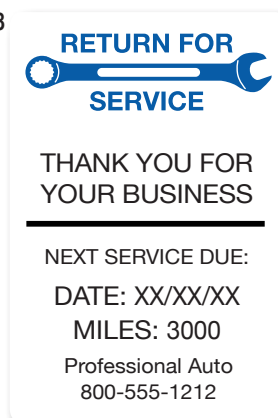 RETURN FOR
SERVICE
THANK YOU FOR
YOUR BUSINESS
NEXT SERVICE DUE:
DATE: XX/XX/XX
MILES: 3000
Professional Auto
800-555-1212